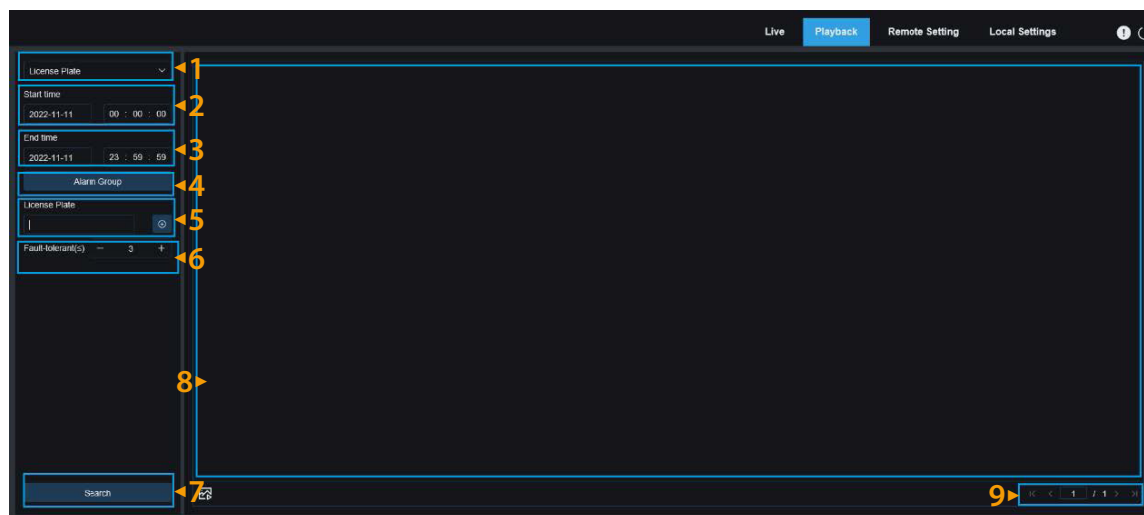 Live Playback Remote Setting Local Settings
License Plate
1
Start time
2022-11-11 00 : 00 : 00
2
End time
2022-11-11 23 : 59 : 59
3
Alarm Group
4
License Plate
5
Fault-tolerant(≤) − 3 +
6
8
Search
7
9
1 / 1